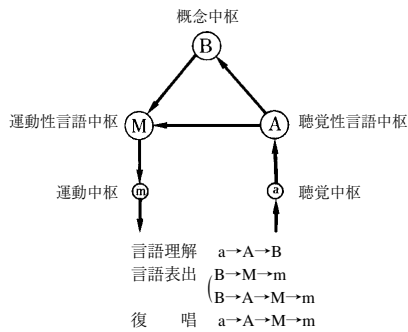 概念中枢
B
運動性言語中枢 M A 聴覚性言語中枢
運動中枢 m a 聴覚中枢
言語理解 a→A→B
言語表出 (B→M→m
B→A→M→m
復唱 a→A→M→m